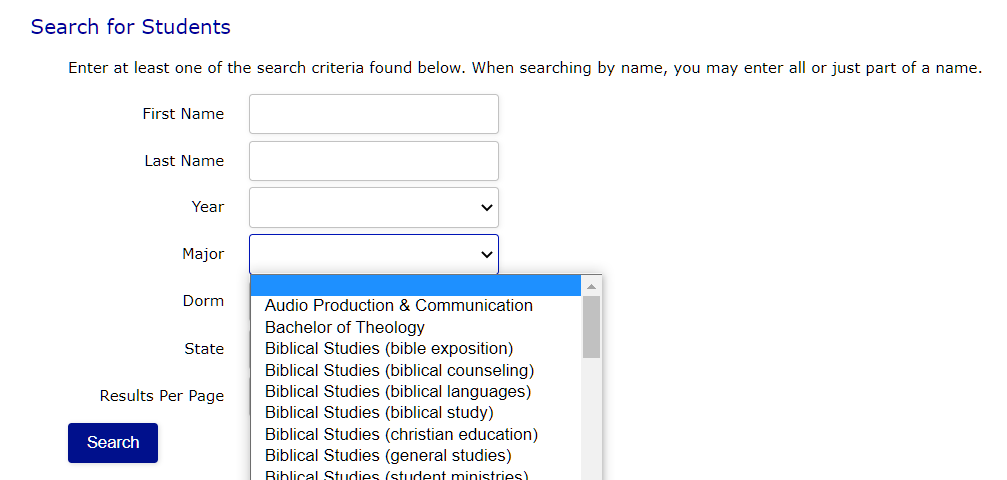 Search for Students
Enter at least one of the search criteria found below. When searching by name, you may enter all or just part of a name.
First Name
Last Name
Year
Major
Dorm
State
Results Per Page
Search
Audio Production & Communication
Bachelor of Theology
Biblical Studies (bible exposition)
Biblical Studies (biblical counseling)
Biblical Studies (biblical languages)
Biblical Studies (biblical study)
Biblical Studies (christian education)
Biblical Studies (general studies)
Biblical Studies (student ministries)